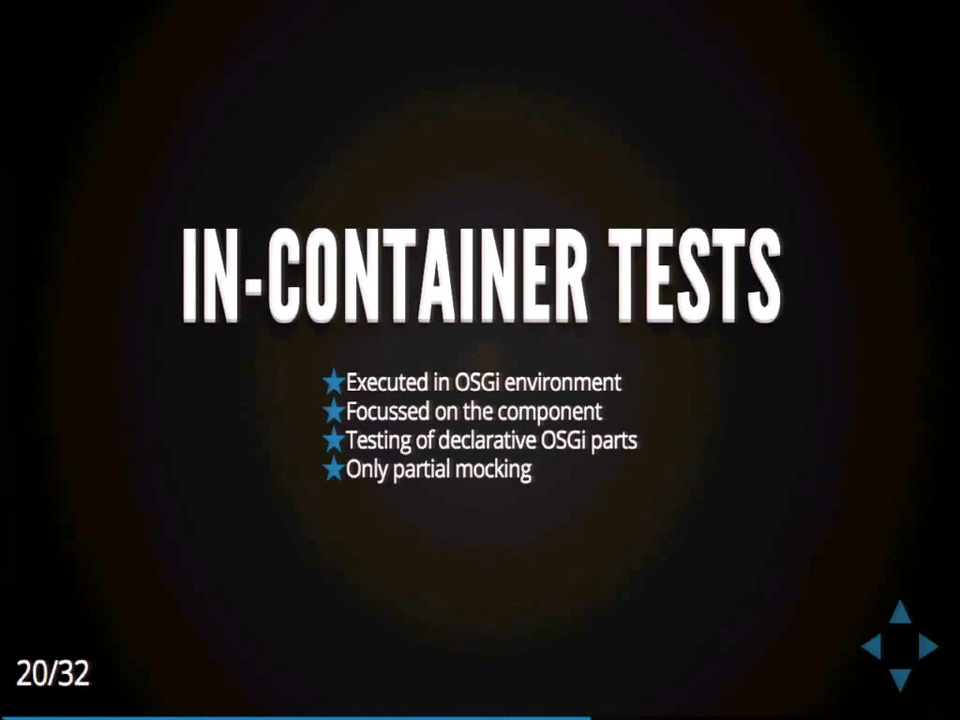 IN-CONTAINER TESTS
Executed in OSGi environment
Focussed on the component
Testing of declarative OSGi parts
Only partial mocking
20/32